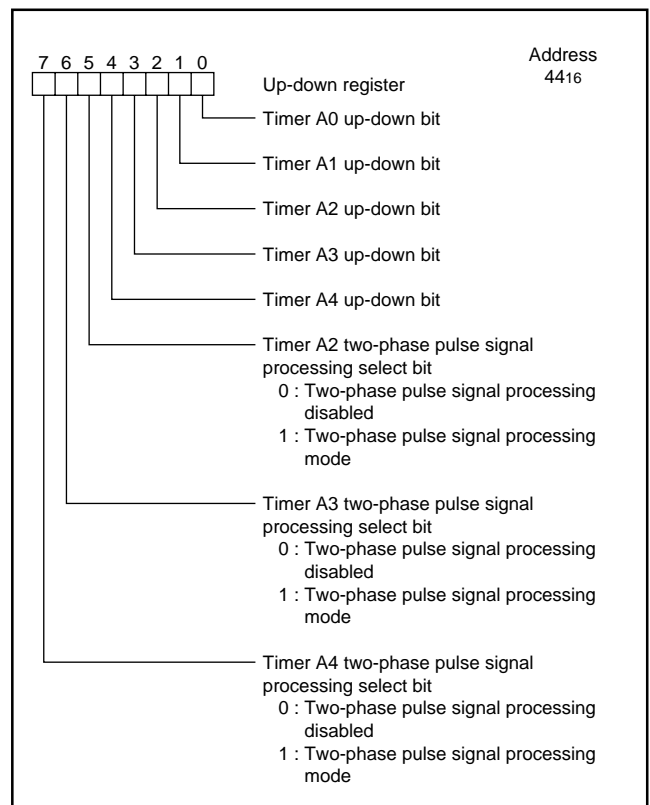 7 6 5 4 3 2 1 0
Address
4416
Up-down register
Timer A0 up-down bit
Timer A1 up-down bit
Timer A2 up-down bit
Timer A3 up-down bit
Timer A4 up-down bit
Timer A2 two-phase pulse signal
processing select bit
0 : Two-phase pulse signal processing
disabled
1 : Two-phase pulse signal processing
mode
Timer A3 two-phase pulse signal
processing select bit
0 : Two-phase pulse signal processing
disabled
1 : Two-phase pulse signal processing
mode
Timer A4 two-phase pulse signal
processing select bit
0 : Two-phase pulse signal processing
disabled
1 : Two-phase pulse signal processing
mode